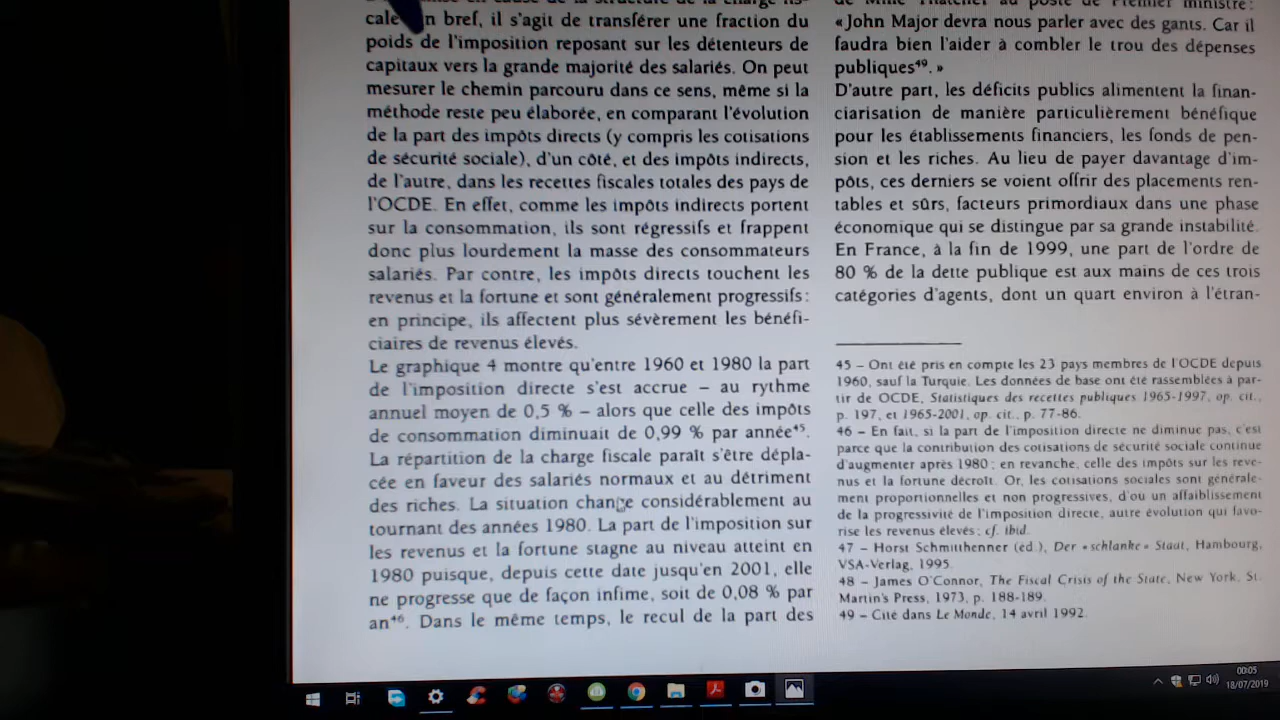 cale. En bref, il s'agit de transférer une fraction du
poids de l'imposition reposant sur les détenteurs de
capitaux vers la grande majorité des salariés. On peut
mesurer le chemin parcouru dans ce sens, même si la
méthode reste peu élaborée, en comparant l'évolution
de la part des impôts directs (y compris les cotisations
de sécurité sociale), d'un côté, et des impôts indirects,
de l'autre, dans les recettes fiscales totales des pays de
l'OCDE. En effet, comme les impôts indirects portent
sur la consommation, ils sont régressifs et frappent
donc plus lourdement la masse des consommateurs
salariés. Par contre, les impôts directs touchent les
revenus et la fortune et sont généralement progressifs :
en principe, ils affectent plus sévèrement les bénéfi-
ciaires de revenus élevés.
Le graphique 4 montre qu'entre 1960 et 1980 la part
de l'imposition directe s'est accrue – au rythme
annuel moyen de 0,5 % – alors que celle des impôts
de consommation diminuait de 0,99 % par année⁴⁵.
La répartition de la charge fiscale paraît s'être dépla-
cée en faveur des salariés normaux et au détriment
des riches. La situation change considérablement au
tournant des années 1980. La part de l'imposition sur
les revenus et la fortune stagne au niveau atteint en
1980 puisque, depuis cette date jusqu'en 2001, elle
ne progresse que de façon infime, soit de 0,08 % par
an⁴⁶. Dans le même temps, le recul de la part des
de Mme Thatcher au poste de Premier ministre :
« John Major devra nous parler avec des gants. Car il
faudra bien l'aider à combler le trou des dépenses
publiques⁴⁹. »
D'autre part, les déficits publics alimentent la finan-
ciarisation de manière particulièrement bénéfique
pour les établissements financiers, les fonds de pen-
sion et les riches. Au lieu de payer davantage d'im-
pôts, ces derniers se voient offrir des placements ren-
tables et sûrs, facteurs primordiaux dans une phase
économique qui se distingue par sa grande instabilité.
En France, à la fin de 1999, une part de l'ordre de
80 % de la dette publique est aux mains de ces trois
catégories d'agents, dont un quart environ à l'étran-
45 – Ont été pris en compte les 23 pays membres de l'OCDE depuis
1960, sauf la Turquie. Les données de base ont été rassemblées à par-
tir de OCDE, Statistiques des recettes publiques 1965-1997, op. cit.,
p. 197, et 1965-2001, op. cit., p. 77-86.
46 – En fait, si la part de l'imposition directe ne diminue pas, c'est
parce que la contribution des cotisations de sécurité sociale continue
d'augmenter après 1980 ; en revanche, celle des impôts sur les reve-
nus et la fortune décroît. Or, les cotisations sociales sont générale-
ment proportionnelles et non progressives, d'où un affaiblissement
de la progressivité de l'imposition directe, autre évolution qui favo-
rise les revenus élevés ; cf. ibid.
47 – Horst Schmitthenner (éd.), Der « schlanke » Staat, Hambourg,
VSA-Verlag, 1995.
48 – James O'Connor, The Fiscal Crisis of the State, New York, St.
Martin's Press, 1973, p. 188-189.
49 – Cité dans Le Monde, 14 avril 1992.
00:05
18/07/2019